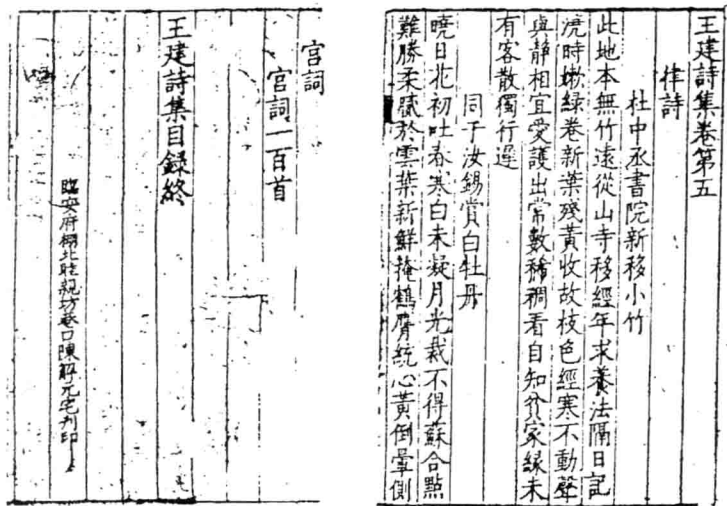 王建詩集卷第五
律詩
杜中丞書院新移小竹
此地本無竹遠從山寺移經年求養法隔日記
澆時嫩綠卷新葉殘黃收故枝色經寒不動聲
與靜相宜愛護出常數稀稠看自知貧家緣未
有客散獨行遲
同于汝錫賞白牡丹
曉日花初吐春寒白未凝月光裁不得蘇合點
難勝柔膩於雲葉新鮮掩鶴膺統心黃倒暈側
宮詞
宮詞一百首
王建詩集目録終
臨安府棚北睦親坊巷口陳解元宅刊印